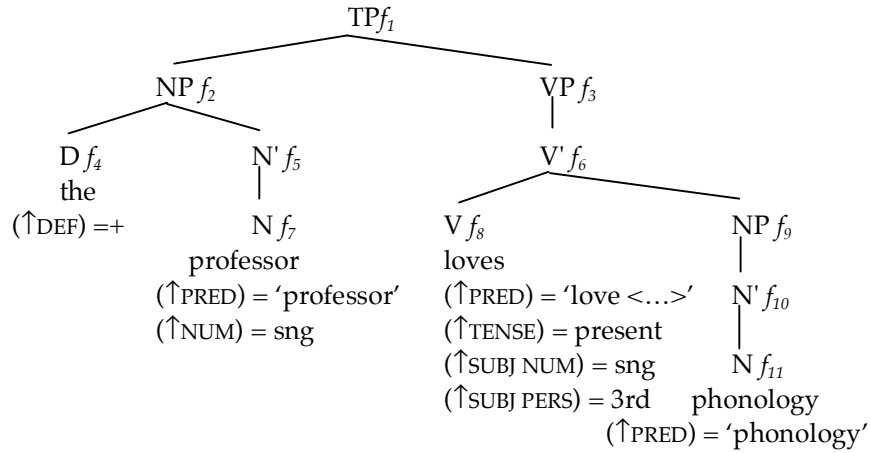 TPf₁
NP f₂ VP f₃
D f₄ N' f₅ V' f₆
the
(↑DEF) =+ N f₇ V f₈ NP f₉
professor loves
(↑PRED) = ‘professor’ (↑PRED) = ‘love <…>’ N' f₁₀
(↑NUM) = sng (↑TENSE) = present
(↑SUBJ NUM) = sng N f₁₁
(↑SUBJ PERS) = 3rd phonology
(↑PRED) = ‘phonology’